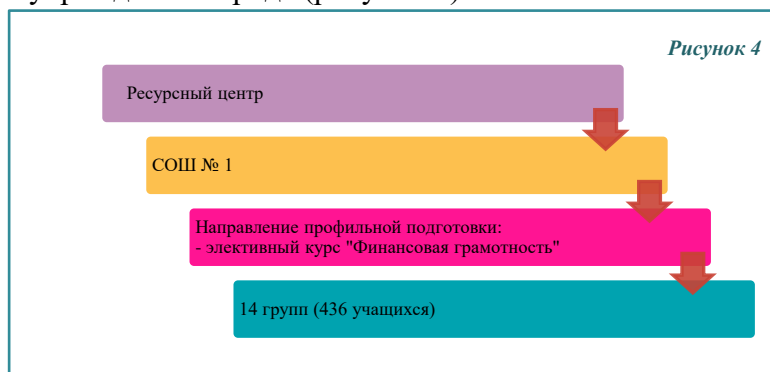 Рисунок 4
Ресурсный центр
СОШ № 1
Направление профильной подготовки:
- элективный курс "Финансовая грамотность"
14 групп (436 учащихся)